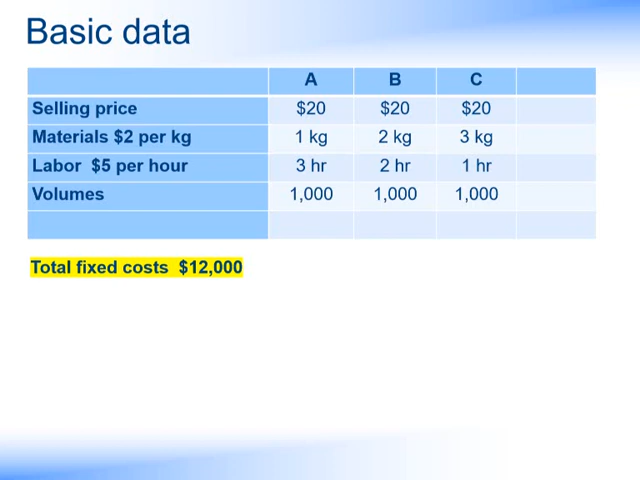 Basic data
A B C
Selling price $20 $20 $20
Materials $2 per kg 1 kg 2 kg 3 kg
Labor $5 per hour 3 hr 2 hr 1 hr
Volumes 1,000 1,000 1,000
Total fixed costs $12,000